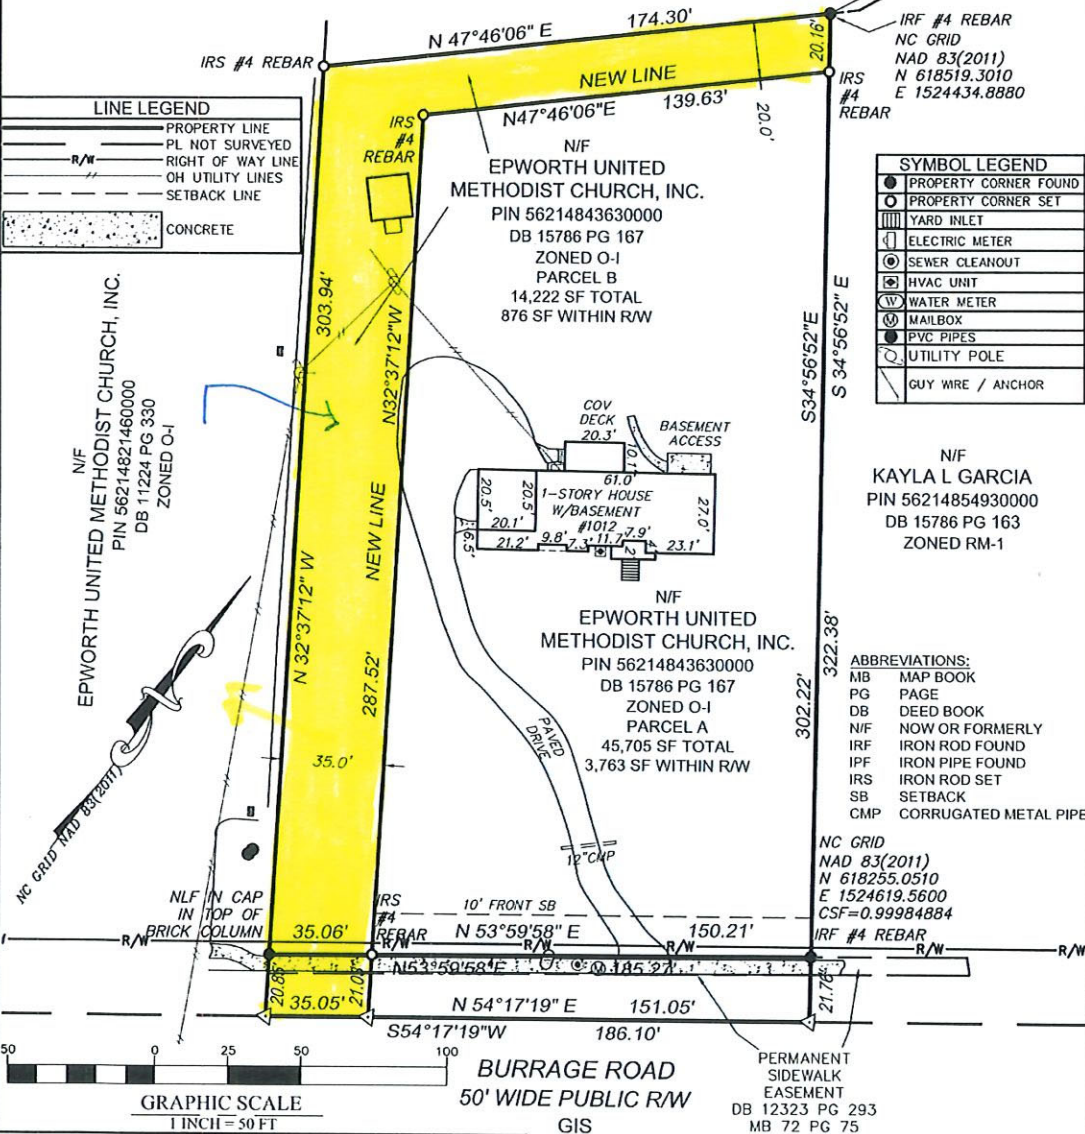 N 47°46'06" E 174.30'
IRS #4 REBAR
20.16'
IRF #4 REBAR
NC GRID
NAD 83(2011)
N 618519.3010
E 1524434.8880
NEW LINE
N47°46'06"E 139.63'
20.0'
IRS
#4
REBAR
IRS
#4
REBAR
LINE LEGEND
PROPERTY LINE
PL NOT SURVEYED
R/W RIGHT OF WAY LINE
OH UTILITY LINES
SETBACK LINE
CONCRETE
N/F
EPWORTH UNITED
METHODIST CHURCH, INC.
PIN 56214843630000
DB 15786 PG 167
ZONED O-I
PARCEL B
14,222 SF TOTAL
876 SF WITHIN R/W
SYMBOL LEGEND
PROPERTY CORNER FOUND
PROPERTY CORNER SET
YARD INLET
ELECTRIC METER
SEWER CLEANOUT
HVAC UNIT
W WATER METER
M MAILBOX
PVC PIPES
UTILITY POLE
GUY WIRE / ANCHOR
N/F
EPWORTH UNITED METHODIST CHURCH, INC.
PIN 56214821460000
DB 11224 PG 330
ZONED O-I
303.94'
N 32°37'12" W
N32°37'12"W
NEW LINE
287.52'
35.0'
S34°56'52"E
S 34°56'52" E
302.22'
322.38'
COV
DECK
20.3'
10.1'
BASEMENT
ACCESS
61.0'
1-STORY HOUSE
W/BASEMENT
#1012
20.5'
20.5'
20.1'
27.0'
6.5'
21.2'
9.8'
7.3'
11.7'
7.9'
23.1'
N/F
KAYLA L GARCIA
PIN 56214854930000
DB 15786 PG 163
ZONED RM-1
N/F
EPWORTH UNITED
METHODIST CHURCH, INC.
PIN 56214843630000
DB 15786 PG 167
ZONED O-I
PARCEL A
45,705 SF TOTAL
3,763 SF WITHIN R/W
PAVED
DRIVE
12"CMP
ABBREVIATIONS:
MB MAP BOOK
PG PAGE
DB DEED BOOK
N/F NOW OR FORMERLY
IRF IRON ROD FOUND
IPF IRON PIPE FOUND
IRS IRON ROD SET
SB SETBACK
CMP CORRUGATED METAL PIPE
NC GRID NAD 83(2011)
NC GRID
NAD 83(2011)
N 618255.0510
E 1524619.5600
CSF=0.99984884
IRF #4 REBAR
NLF IN CAP
IN TOP OF
BRICK COLUMN
IRS
#4
REBAR
10' FRONT SB
35.06' N 53°59'58" E 150.21'
R/W R/W R/W R/W R/W R/W
N53°59'58"E M 185.27'
20.85'
21.03'
21.76'
35.05' N 54°17'19" E 151.05'
S54°17'19"W 186.10'
50 0 25 50 100
GRAPHIC SCALE
1 INCH = 50 FT
BURRAGE ROAD
50' WIDE PUBLIC R/W
GIS
PERMANENT
SIDEWALK
EASEMENT
DB 12323 PG 293
MB 72 PG 75